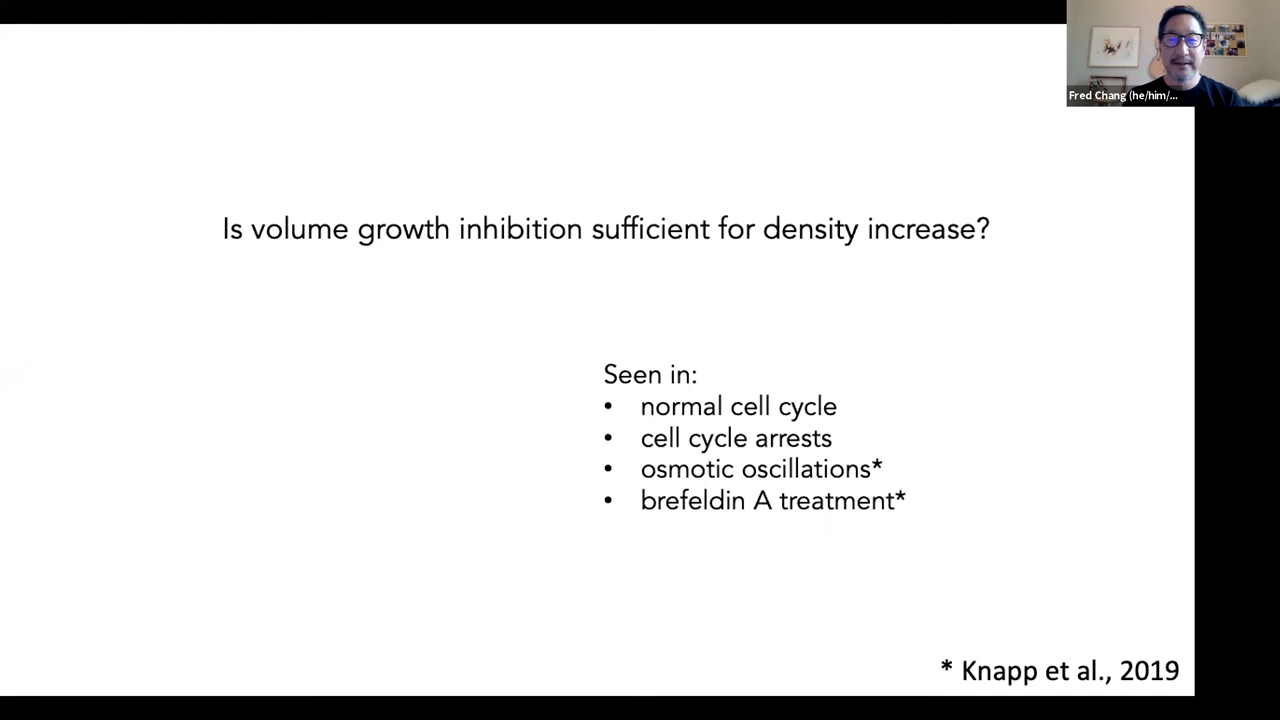 Fred Chang (he/him/...
Is volume growth inhibition sufficient for density increase?
Seen in:
• normal cell cycle
• cell cycle arrests
• osmotic oscillations*
• brefeldin A treatment*
* Knapp et al., 2019